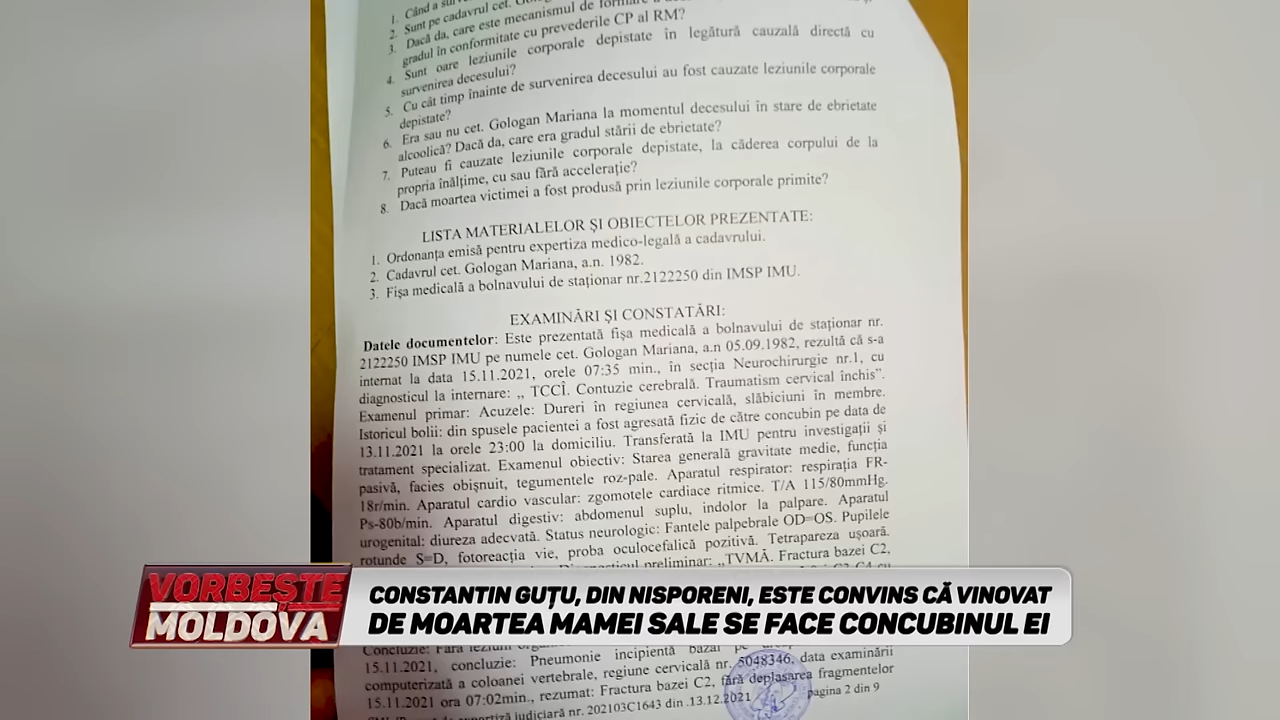 1. Când a
2. Sunt pe cadavrul cet.
3. Dacă da, care este mecanismul de
gradul în conformitate cu prevederile CP al RM?
4. Sunt oare leziunile corporale depistate în legătură cauzală directă cu
survenirea decesului?
5. Cu cât timp înainte de survenirea decesului au fost cauzate leziunile corporale
depistate?
6. Era sau nu cet. Gologan Mariana la momentul decesului în stare de ebrietate
alcoolică? Dacă da, care era gradul stării de ebrietate?
7. Puteau fi cauzate leziunile corporale depistate, la căderea corpului de la
propria înălțime, cu sau fără accelerație?
8. Dacă moartea victimei a fost produsă prin leziunile corporale primite?
LISTA MATERIALELOR ȘI OBIECTELOR PREZENTATE:
1. Ordonanța emisă pentru expertiza medico-legală a cadavrului.
2. Cadavrul cet. Gologan Mariana, a.n. 1982.
3. Fișa medicală a bolnavului de staționar nr.2122250 din IMSP IMU.
EXAMINĂRI ȘI CONSTATĂRI:
Datele documentelor: Este prezentată fișa medicală a bolnavului de staționar nr.
2122250 IMSP IMU pe numele cet. Gologan Mariana, a.n 05.09.1982, rezultă că s-a
internat la data 15.11.2021, orele 07:35 min., în secția Neurochirurgie nr.1, cu
diagnosticul la internare: ,, TCCÎ. Contuzie cerebrală. Traumatism cervical închis”.
Examenul primar: Acuzele: Dureri în regiunea cervicală, slăbiciuni în membre.
Istoricul bolii: din spusele pacientei a fost agresată fizic de către concubin pe data de
13.11.2021 la orele 23:00 la domiciliu. Transferată la IMU pentru investigații și
tratament specializat. Examenul obiectiv: Starea generală gravitate medie, funcția
pasivă, facies obișnuit, tegumentele roz-pale. Aparatul respirator: respirația FR-
18r/min. Aparatul cardio vascular: zgomotele cardiace ritmice. T/A 115/80mmHg.
Ps-80b/min. Aparatul digestiv: abdomenul suplu, indolor la palpare. Aparatul
urogenital: diureza adecvată. Status neurologic: Fantele palpebrale OD=OS. Pupilele
rotunde S=D, fotoreacția vie, proba oculocefalică pozitivă. Tetrapareza ușoară.
preliminar: ,,TVMĂ. Fractura bazei C2,
VORBEȘTE
MOLDOVA
CONSTANTIN GUȚU, DIN NISPORENI, ESTE CONVINS CĂ VINOVAT
DE MOARTEA MAMEI SALE SE FACE CONCUBINUL EI
Concluzie: Fără leziuni
15.11.2021, concluzie: Pneumonie incipientă bazal pe
computerizată a coloanei vertebrale, regiune cervicală nr. 5048346, data examinării
15.11.2021 ora 07:02min., rezumat: Fractura bazei C2, fără deplasarea fragmentelor
judiciară nr. 202103C1643 din .13.12.2021 pagina 2 din 9